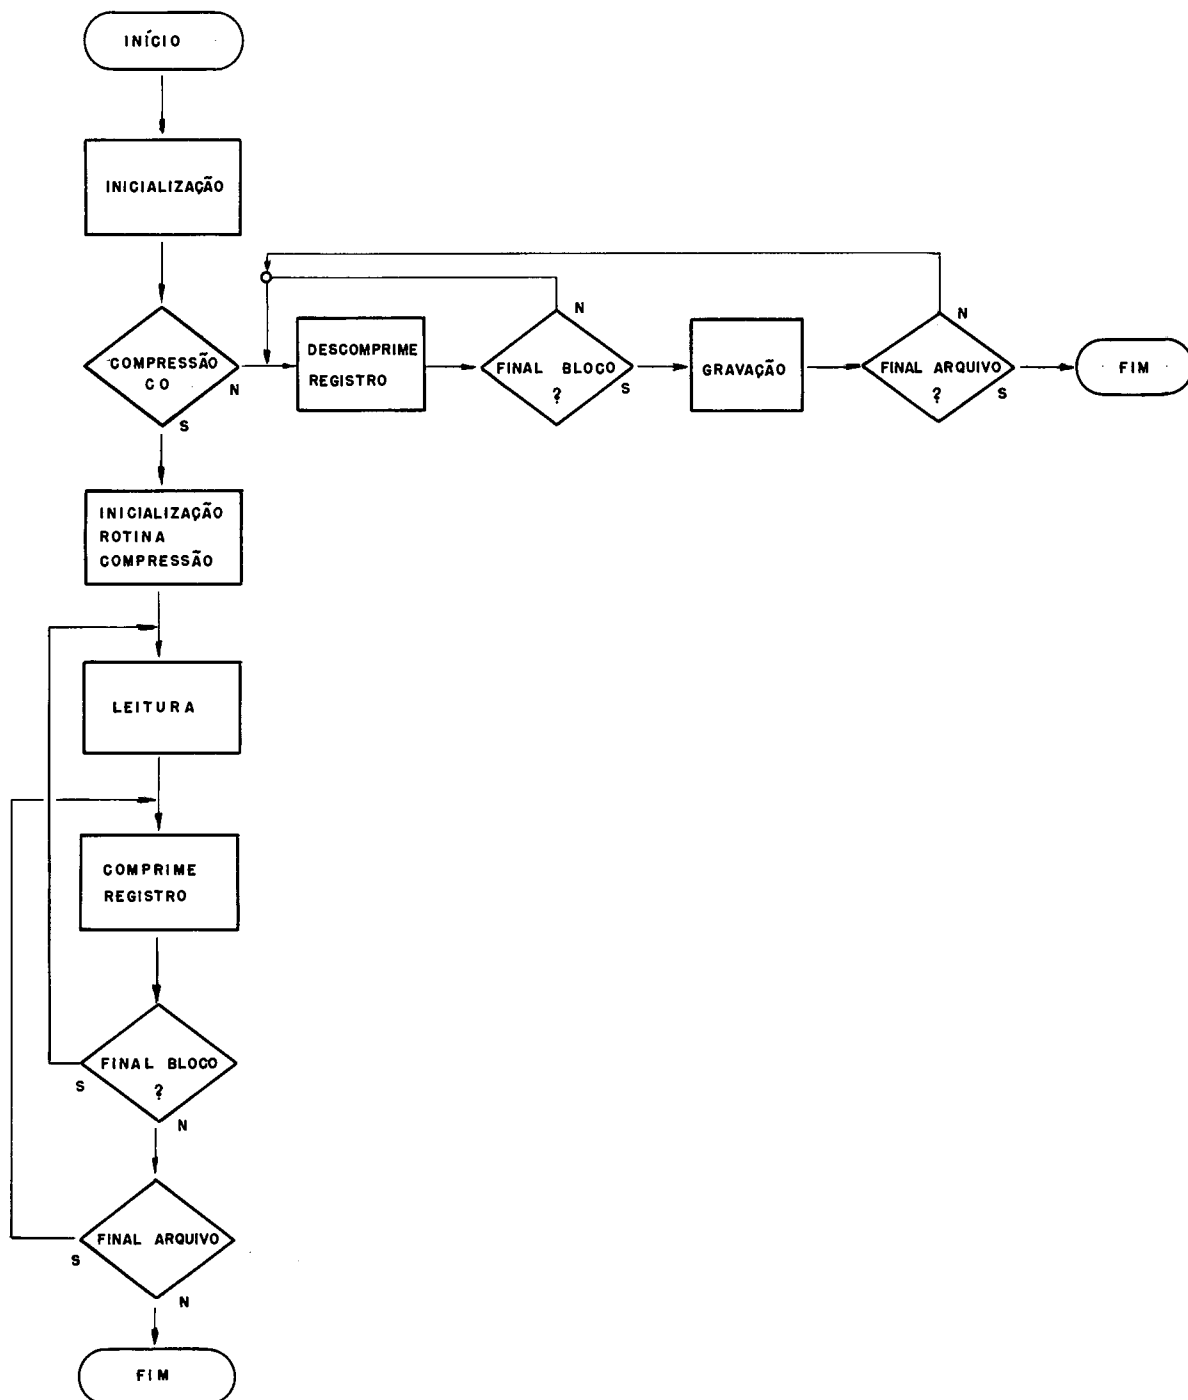 INÍCIO
INICIALIZAÇÃO
COMPRESSÃO
CO
N
S
DESCOMPRIME
REGISTRO
FINAL BLOCO
?
N
S
GRAVAÇÃO
FINAL ARQUIVO
?
N
S
FIM
INICIALIZAÇÃO
ROTINA
COMPRESSÃO
LEITURA
COMPRIME
REGISTRO
FINAL BLOCO
?
S
N
FINAL ARQUIVO
S
N
FIM